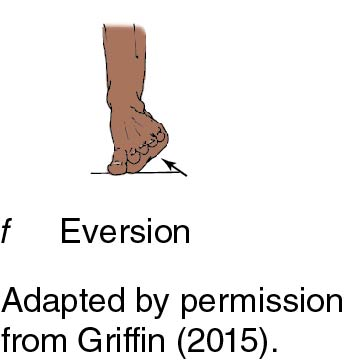 f Eversion
Adapted by permission
from Griffin (2015).